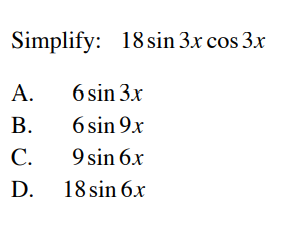 Simplify: 18 sin 3x cos 3x
A. 6 sin 3x
B. 6 sin 9x
C. 9 sin 6x
D. 18 sin 6x